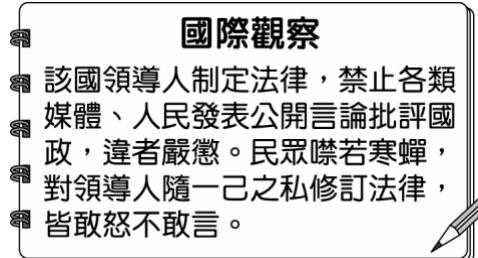 國際觀察
該國領導人制定法律，禁止各類
媒體、人民發表公開言論批評國
政，違者嚴懲。民眾噤若寒蟬，
對領導人隨一己之私修訂法律，
皆敢怒不敢言。